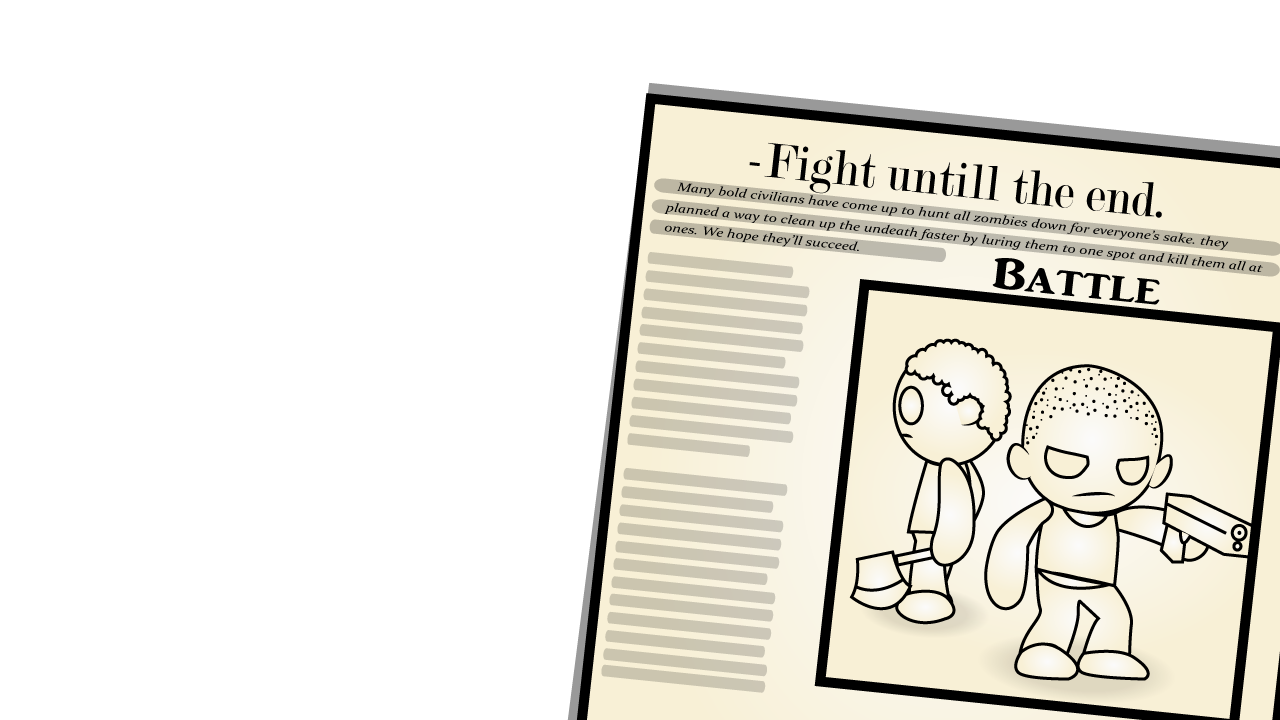 -Fight untill the end.
Many bold civilians have come up to hunt all zombies down for everyone's sake. they
planned a way to clean up the undeath faster by luring them to one spot and kill them all at
ones. We hope they'll succeed.
BATTLE